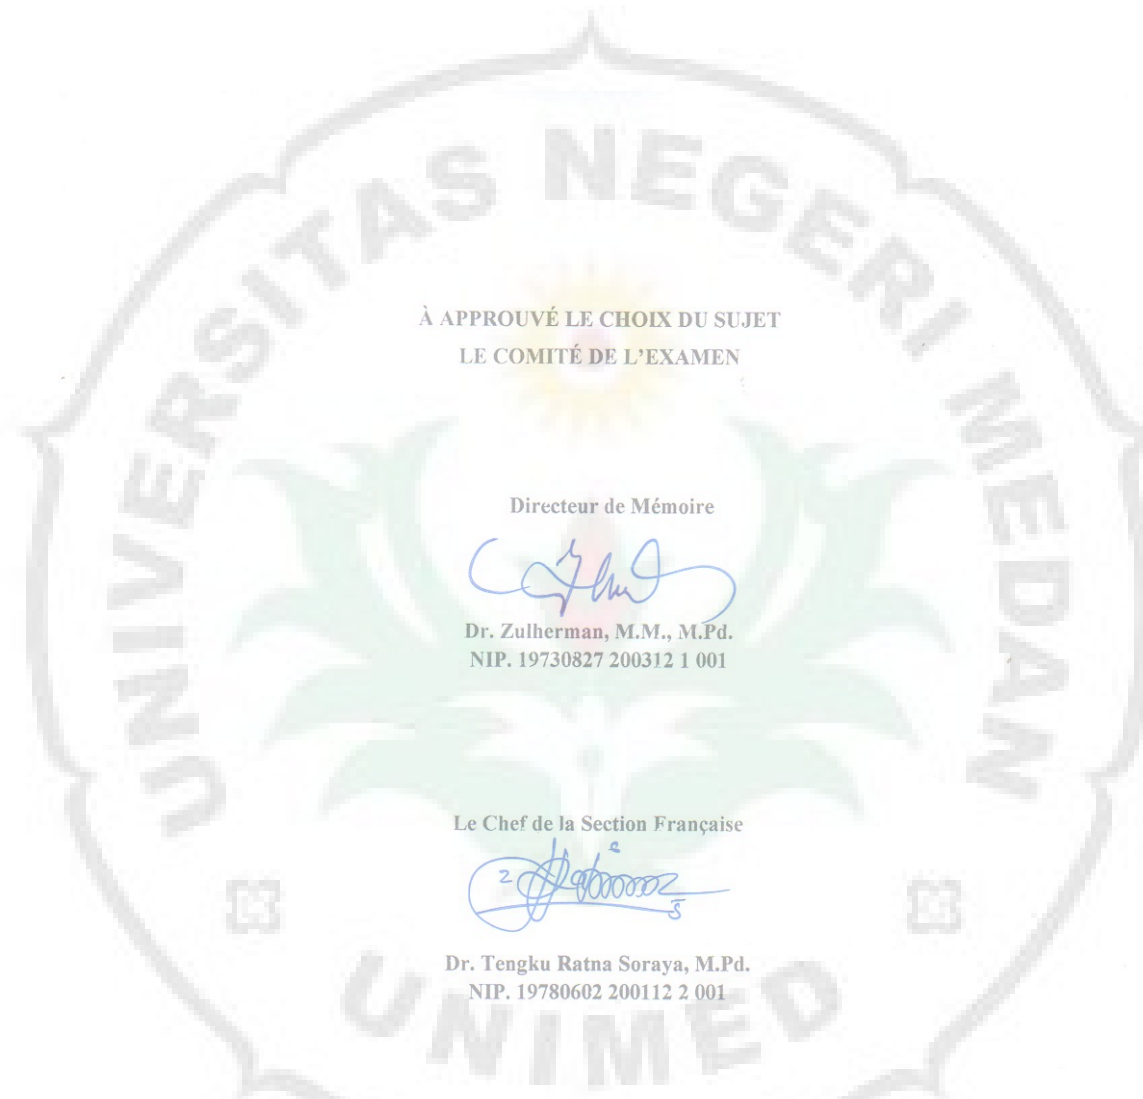 UNIVERSITAS NEGERI MEDAN
À APPROUVÉ LE CHOIX DU SUJET
LE COMITÉ DE L'EXAMEN
Directeur de Mémoire
Dr. Zulherman, M.M., M.Pd.
NIP. 19730827 200312 1 001
Le Chef de la Section Française
Dr. Tengku Ratna Soraya, M.Pd.
NIP. 19780602 200112 2 001
UNIMED